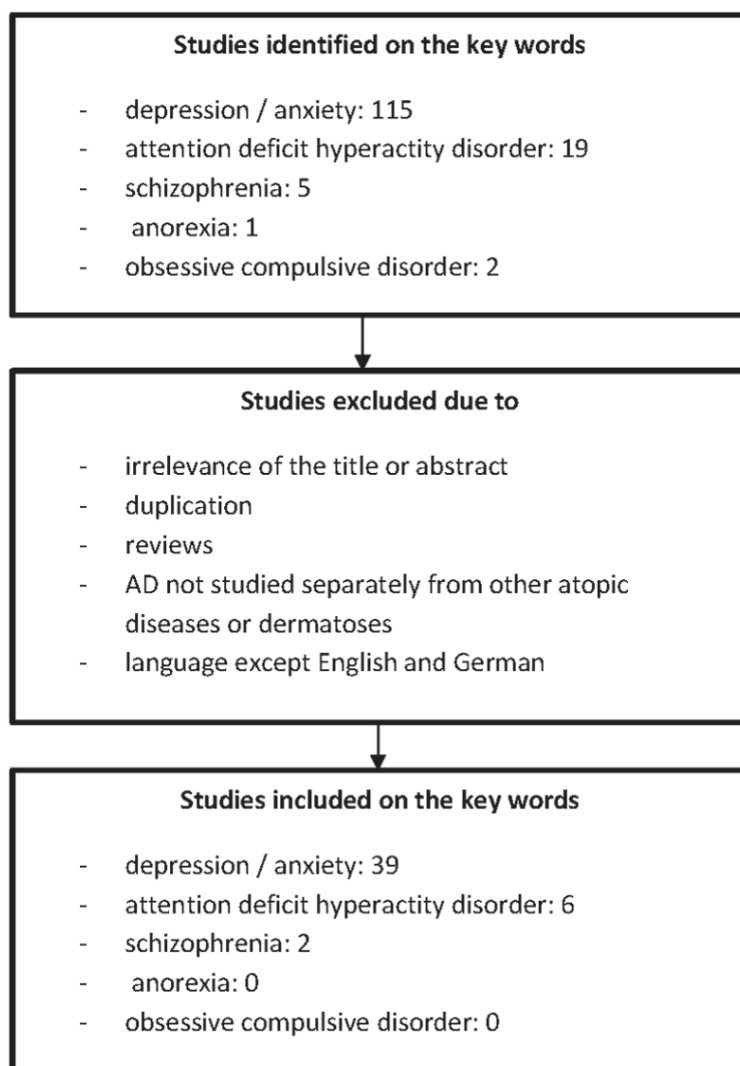 Studies identified on the key words
- depression / anxiety: 115
- attention deficit hyperactity disorder: 19
- schizophrenia: 5
- anorexia: 1
- obsessive compulsive disorder: 2
Studies excluded due to
- irrelevance of the title or abstract
- duplication
- reviews
- AD not studied separately from other atopic
diseases or dermatoses
- language except English and German
Studies included on the key words
- depression / anxiety: 39
- attention deficit hyperactity disorder: 6
- schizophrenia: 2
- anorexia: 0
- obsessive compulsive disorder: 0